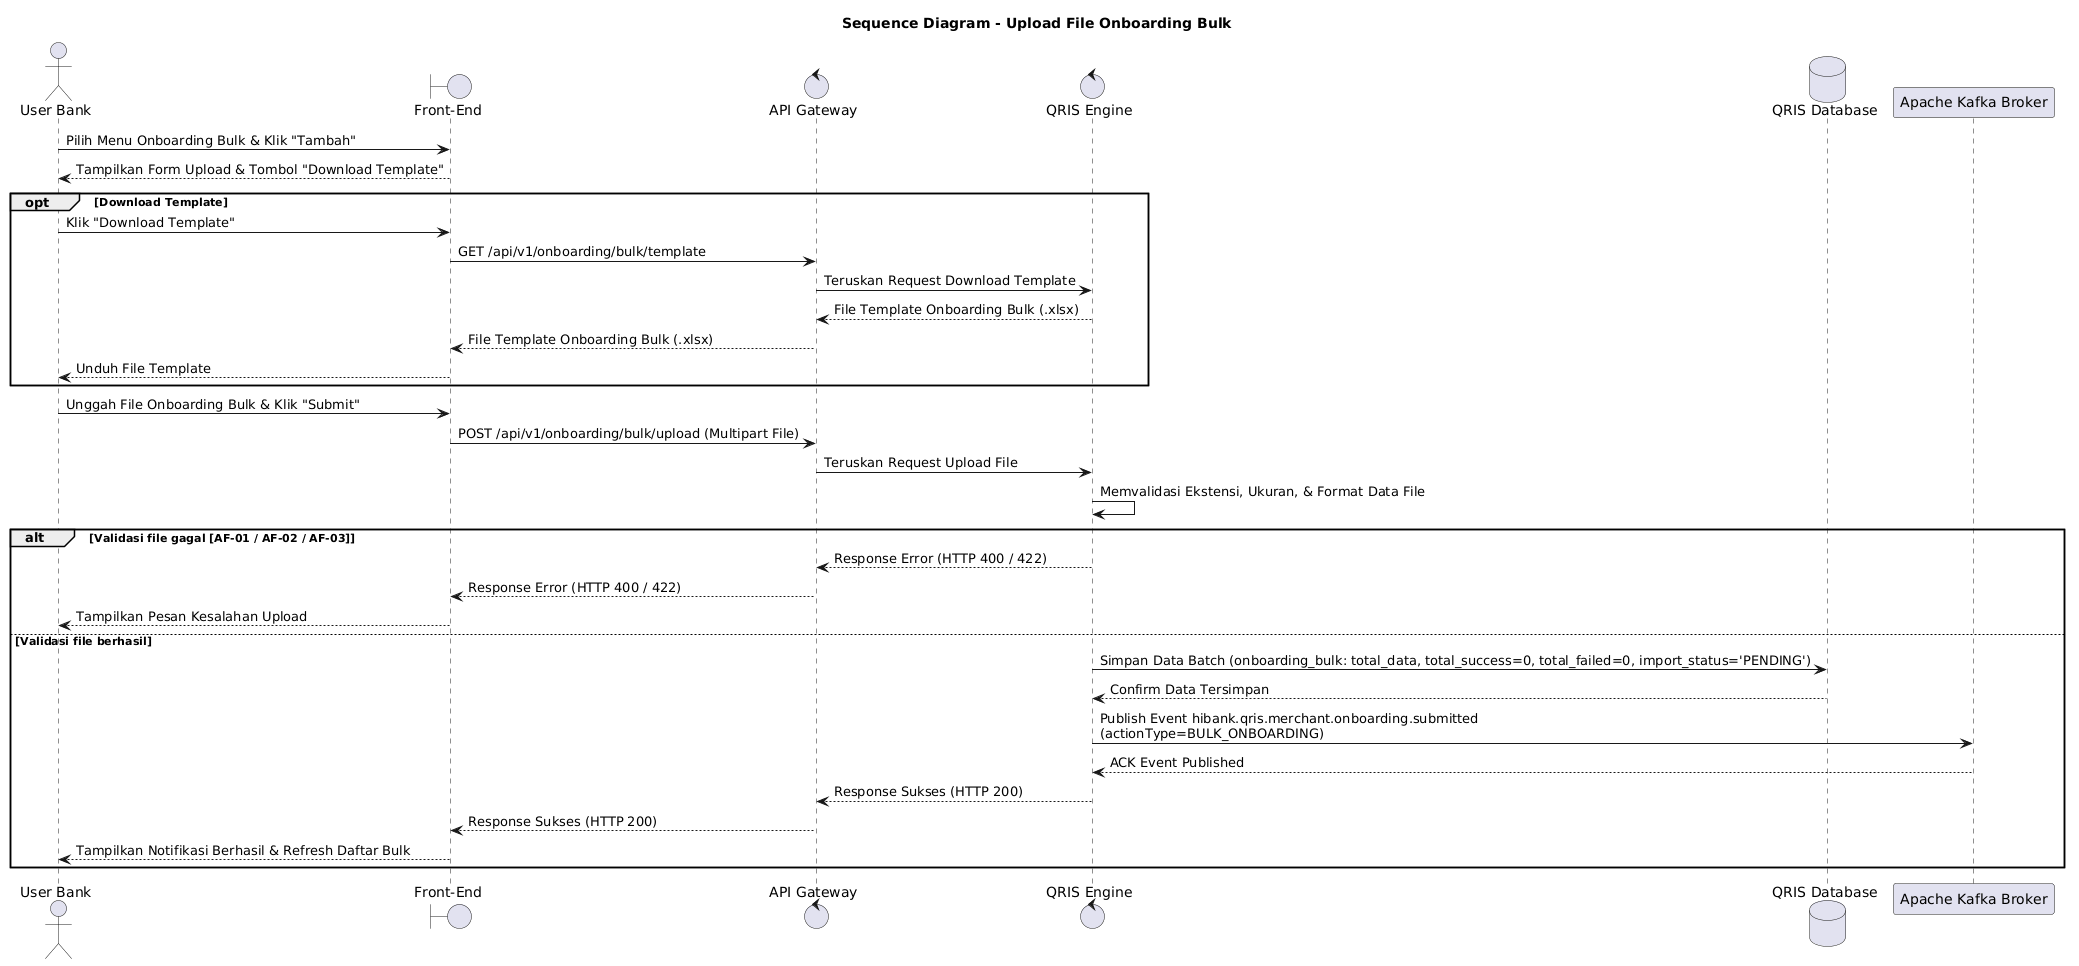 Sequence Diagram - Upload File Onboarding Bulk
User Bank
Front-End
API Gateway
QRIS Engine
QRIS Database
Apache Kafka Broker
Pilih Menu Onboarding Bulk & Klik "Tambah"
Tampilkan Form Upload & Tombol "Download Template"
opt
[Download Template]
Klik "Download Template"
GET /api/v1/onboarding/bulk/template
Teruskan Request Download Template
File Template Onboarding Bulk (.xlsx)
File Template Onboarding Bulk (.xlsx)
Unduh File Template
Unggah File Onboarding Bulk & Klik "Submit"
POST /api/v1/onboarding/bulk/upload (Multipart File)
Teruskan Request Upload File
Memvalidasi Ekstensi, Ukuran, & Format Data File
alt
[Validasi file gagal [AF-01 / AF-02 / AF-03]]
Response Error (HTTP 400 / 422)
Response Error (HTTP 400 / 422)
Tampilkan Pesan Kesalahan Upload
[Validasi file berhasil]
Simpan Data Batch (onboarding_bulk: total_data, total_success=0, total_failed=0, import_status='PENDING')
Confirm Data Tersimpan
Publish Event hibank.qris.merchant.onboarding.submitted
(actionType=BULK_ONBOARDING)
ACK Event Published
Response Sukses (HTTP 200)
Response Sukses (HTTP 200)
Tampilkan Notifikasi Berhasil & Refresh Daftar Bulk
User Bank
Front-End
API Gateway
QRIS Engine
QRIS Database
Apache Kafka Broker